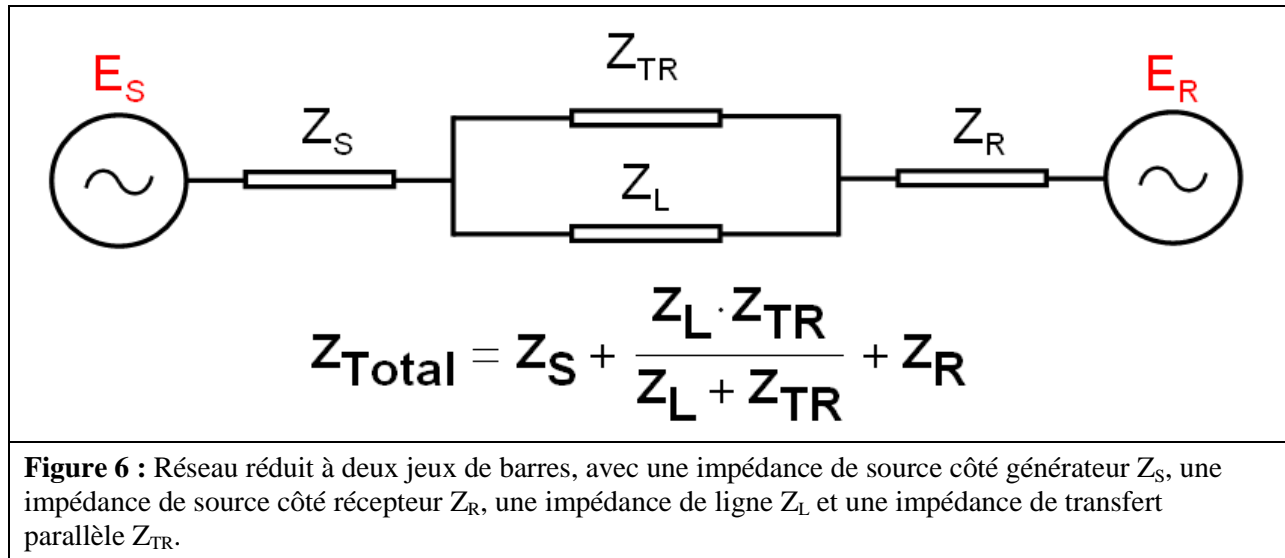 E_S
Z_TR
E_R
Z_S
Z_R
Z_L
Z_Total = Z_S + (Z_L · Z_TR) / (Z_L + Z_TR) + Z_R
Figure 6 : Réseau réduit à deux jeux de barres, avec une impédance de source côté générateur Z_S, une
impédance de source côté récepteur Z_R, une impédance de ligne Z_L et une impédance de transfert
parallèle Z_TR.